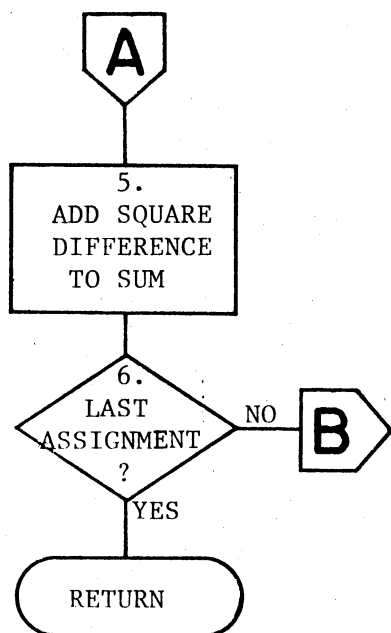 A
5.
ADD SQUARE
DIFFERENCE
TO SUM
6.
LAST
ASSIGNMENT
?
NO
B
YES
RETURN